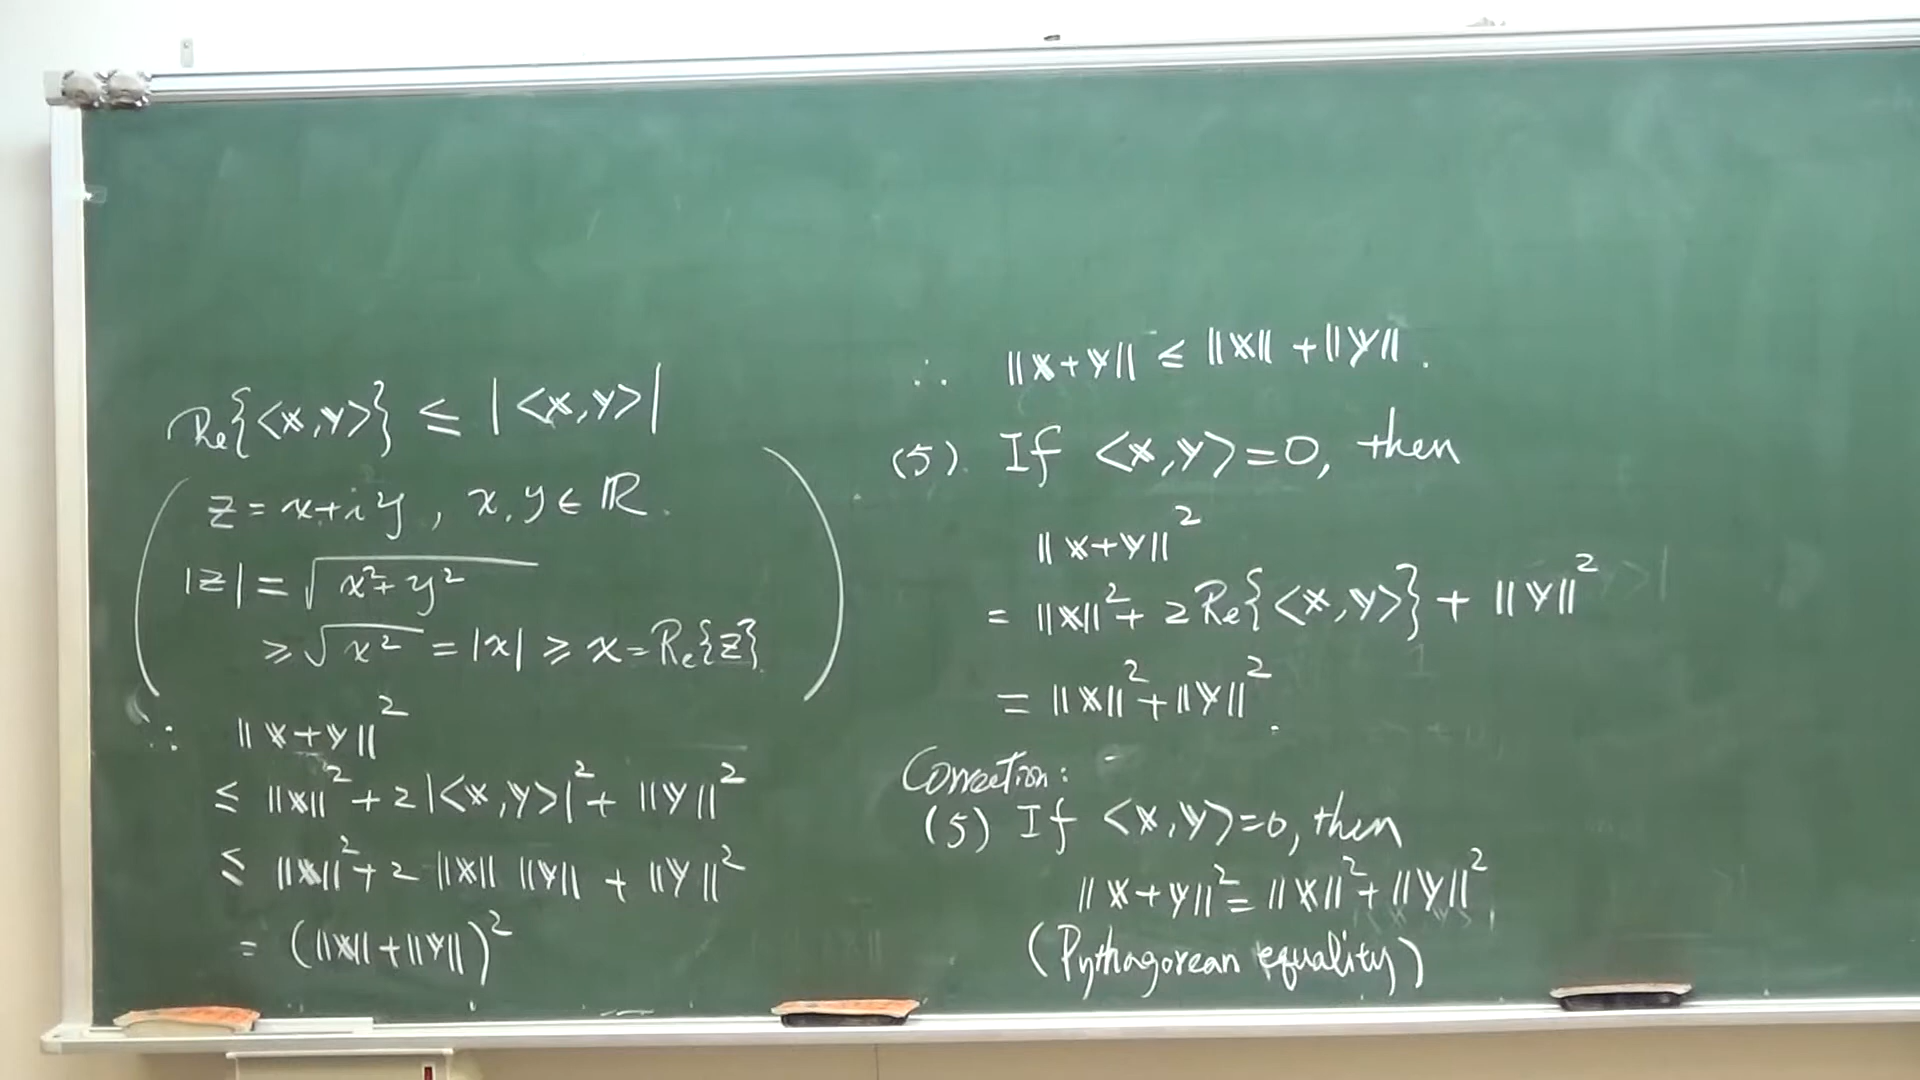 Re{<x,y>} ≤ |<x,y>|
z = x+iy, x,y ∈ ℝ.
|z| = √(x²+y²)
≥ √(x²) = |x| ≥ x = Re{z}
∴ ||x+y||²
≤ ||x||² + 2|<x,y>|² + ||y||²
≤ ||x||² + 2 ||x|| ||y|| + ||y||²
= (||x||+||y||)²
∴ ||x+y|| ≤ ||x|| + ||y||.
(5). If <x,y>=0, then
||x+y||²
= ||x||² + 2Re{<x,y>} + ||y||²
= ||x||²+||y||².
Correction:
(5) If <x,y>=0, then
||x+y||² = ||x||²+||y||²
(Pythagorean equality)